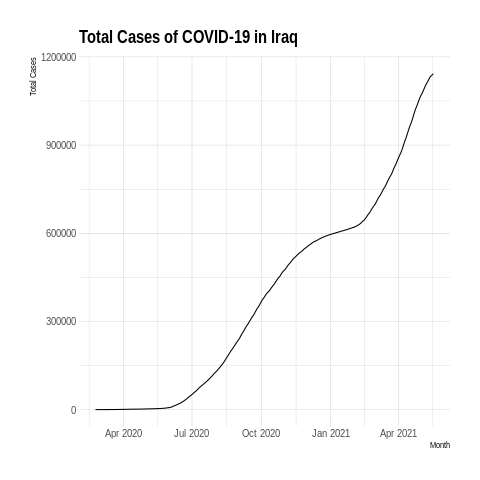 Total Cases of COVID-19 in Iraq
Total Cases
1200000
900000
600000
300000
0
Apr 2020 Jul 2020 Oct 2020 Jan 2021 Apr 2021
Month